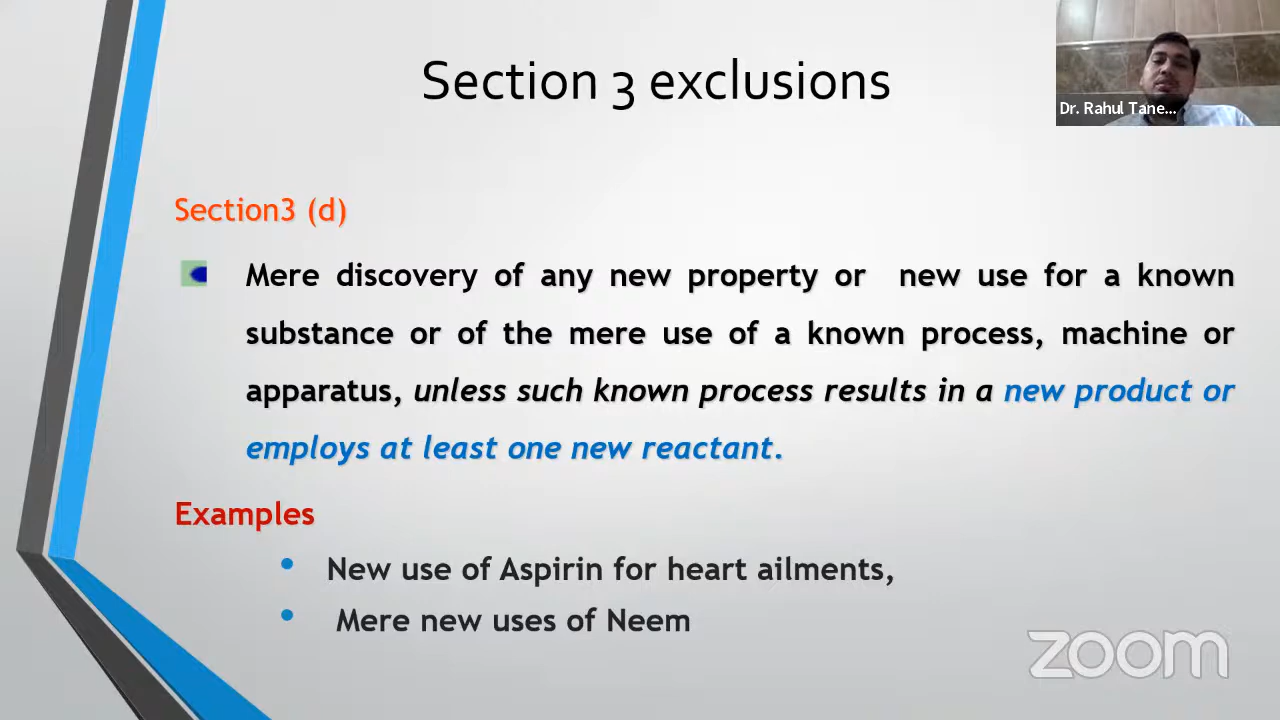 Section 3 exclusions
Dr. Rahul Tane...
Section3 (d)
Mere discovery of any new property or new use for a known
substance or of the mere use of a known process, machine or
apparatus, unless such known process results in a new product or
employs at least one new reactant.
Examples
New use of Aspirin for heart ailments,
Mere new uses of Neem
zoom